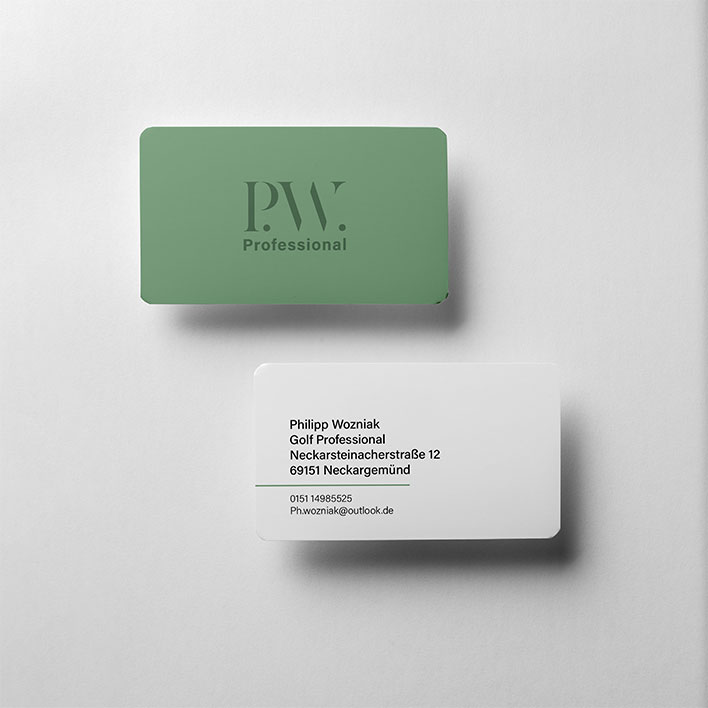 P.W.
Professional
Philipp Wozniak
Golf Professional
Neckarsteinacherstraße 12
69151 Neckargemünd
0151 14985525
Ph.wozniak@outlook.de